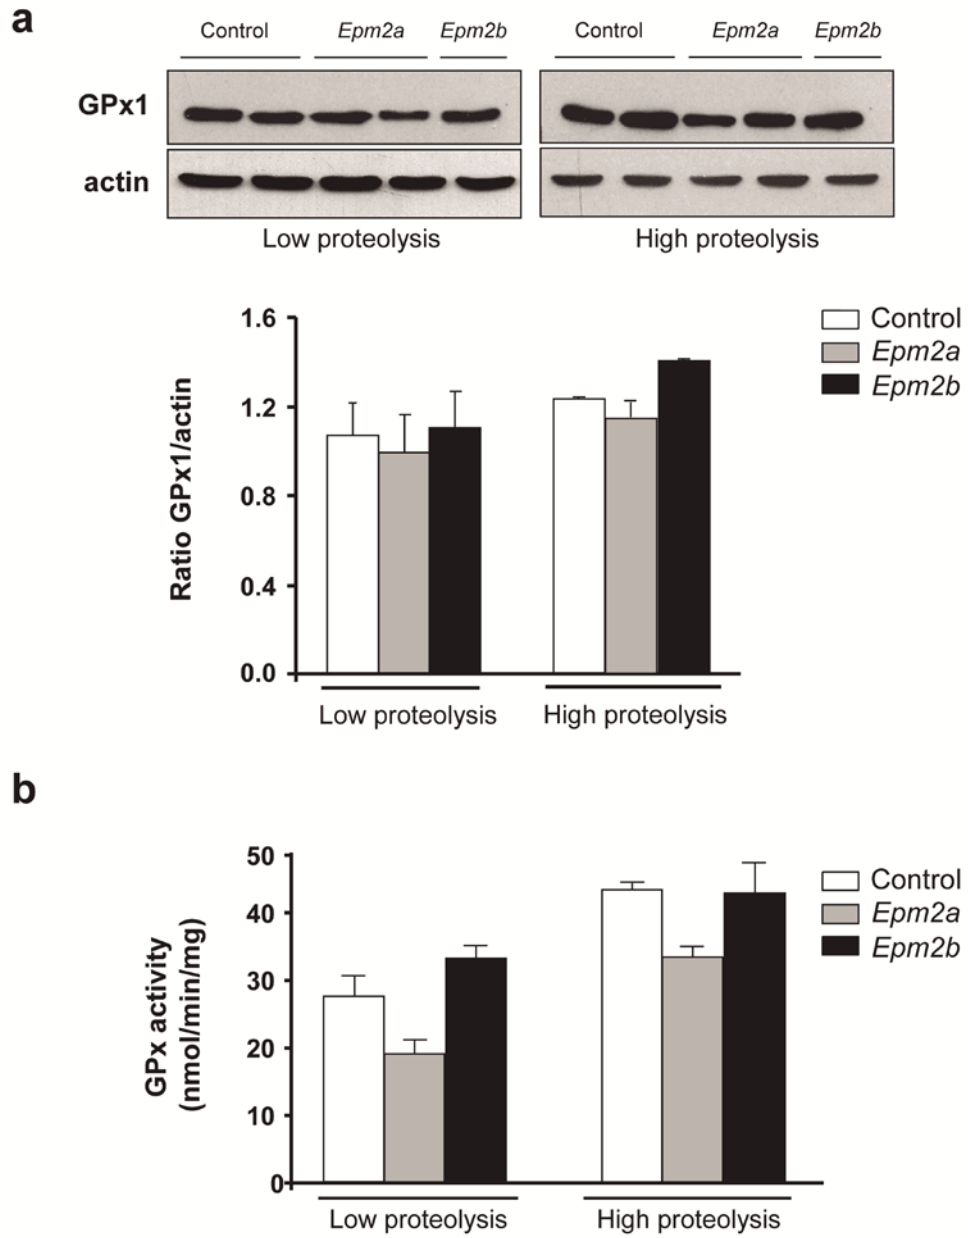 a
Control Epm2a Epm2b Control Epm2a Epm2b
GPx1
actin
Low proteolysis High proteolysis
1.6
1.2
0.8
0.4
0.0
Ratio GPx1/actin
Control
Epm2a
Epm2b
Low proteolysis High proteolysis
b
50
40
30
20
10
0
GPx activity
(nmol/min/mg)
Control
Epm2a
Epm2b
Low proteolysis High proteolysis